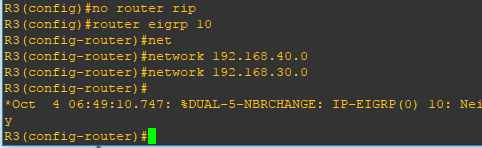 R3(config)#no router rip
R3(config)#router eigrp 10
R3(config-router)#net
R3(config-router)#network 192.168.40.0
R3(config-router)#network 192.168.30.0
R3(config-router)#
*Oct  4 06:49:10.747: %DUAL-5-NBRCHANGE: IP-EIGRP(0) 10: Nei
y
R3(config-router)#